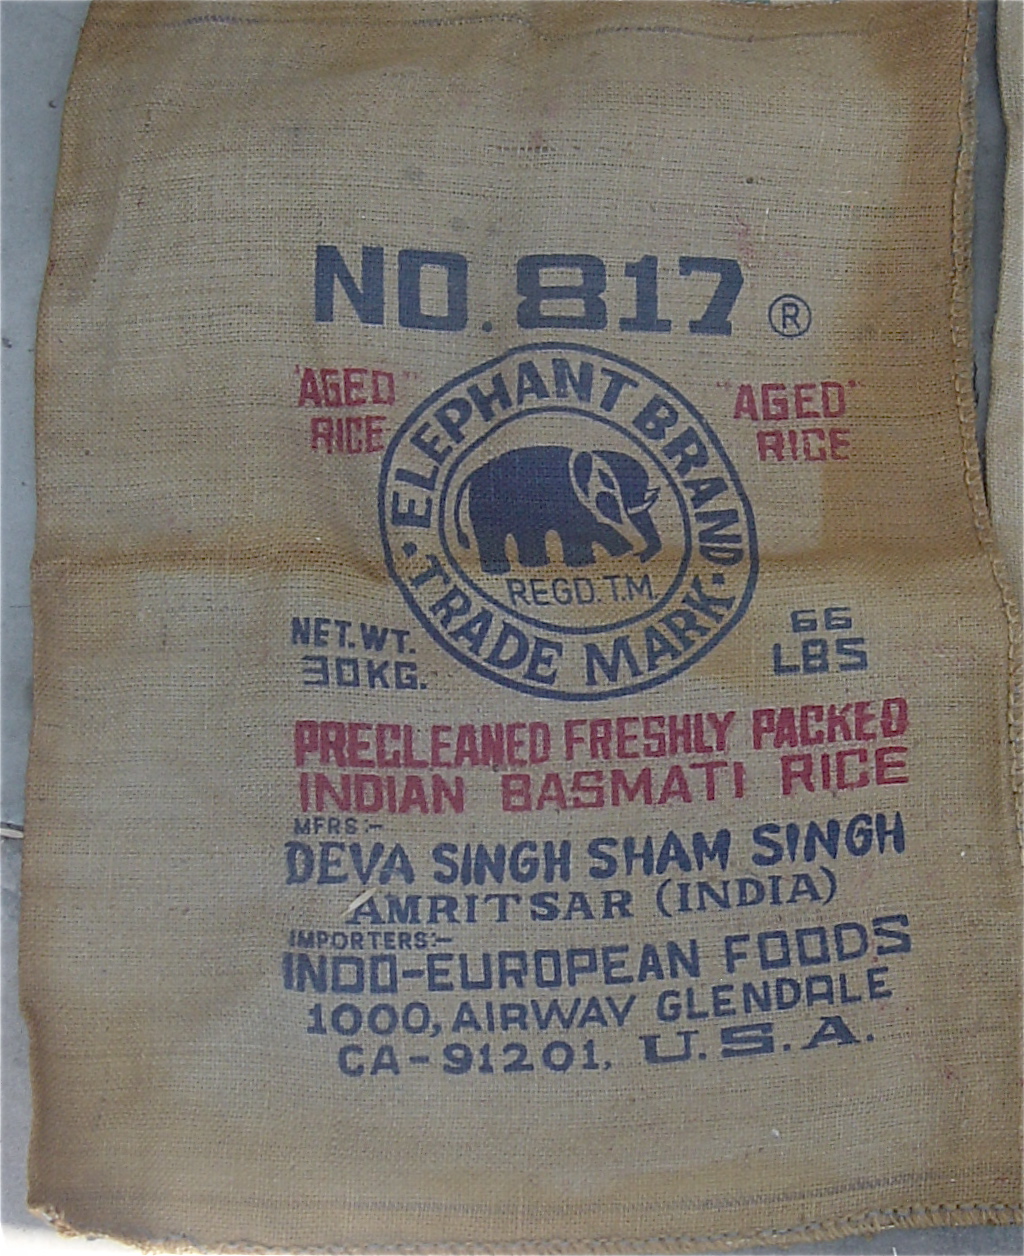 NO. 817 ®
"AGED" RICE
ELEPHANT BRAND
"AGED" RICE
REGD. T.M.
• TRADE MARK •
NET. WT.
30KG.
66
LBS
PRECLEANED FRESHLY PACKED
INDIAN BASMATI RICE
MFRS:-
DEVA SINGH SHAM SINGH
AMRITSAR (INDIA)
IMPORTERS:-
INDO-EUROPEAN FOODS
1000, AIRWAY GLENDALE
CA-91201, U.S.A.